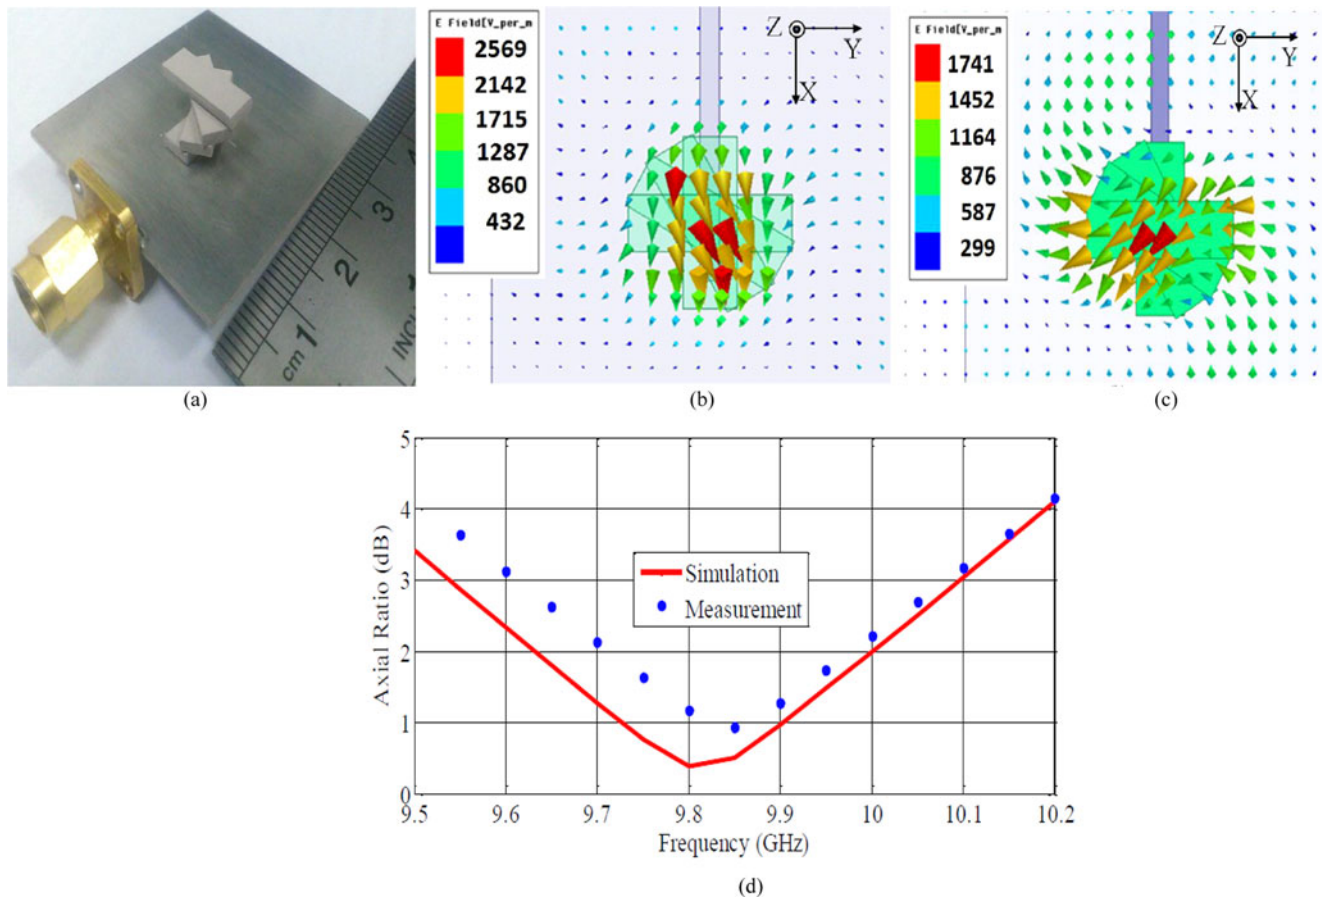 cm 1 2 3 4
INCH
(a)
E Field[V_per_m
2569
2142
1715
1287
860
432
Z
Y
X
(b)
E Field[V_per_m
1741
1452
1164
876
587
299
Z
Y
X
(c)
Axial Ratio (dB)
5
4
3
2
1
0
Simulation
Measurement
9.5 9.6 9.7 9.8 9.9 10 10.1 10.2
Frequency (GHz)
(d)